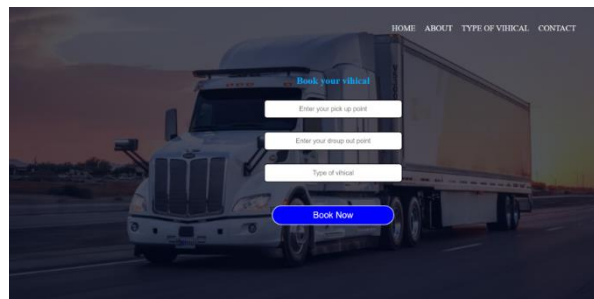 HOME ABOUT TYPE OF VIHICAL CONTACT
Book your vihical
Enter your pick up point
Enter your droup out point
Type of vihical
Book Now